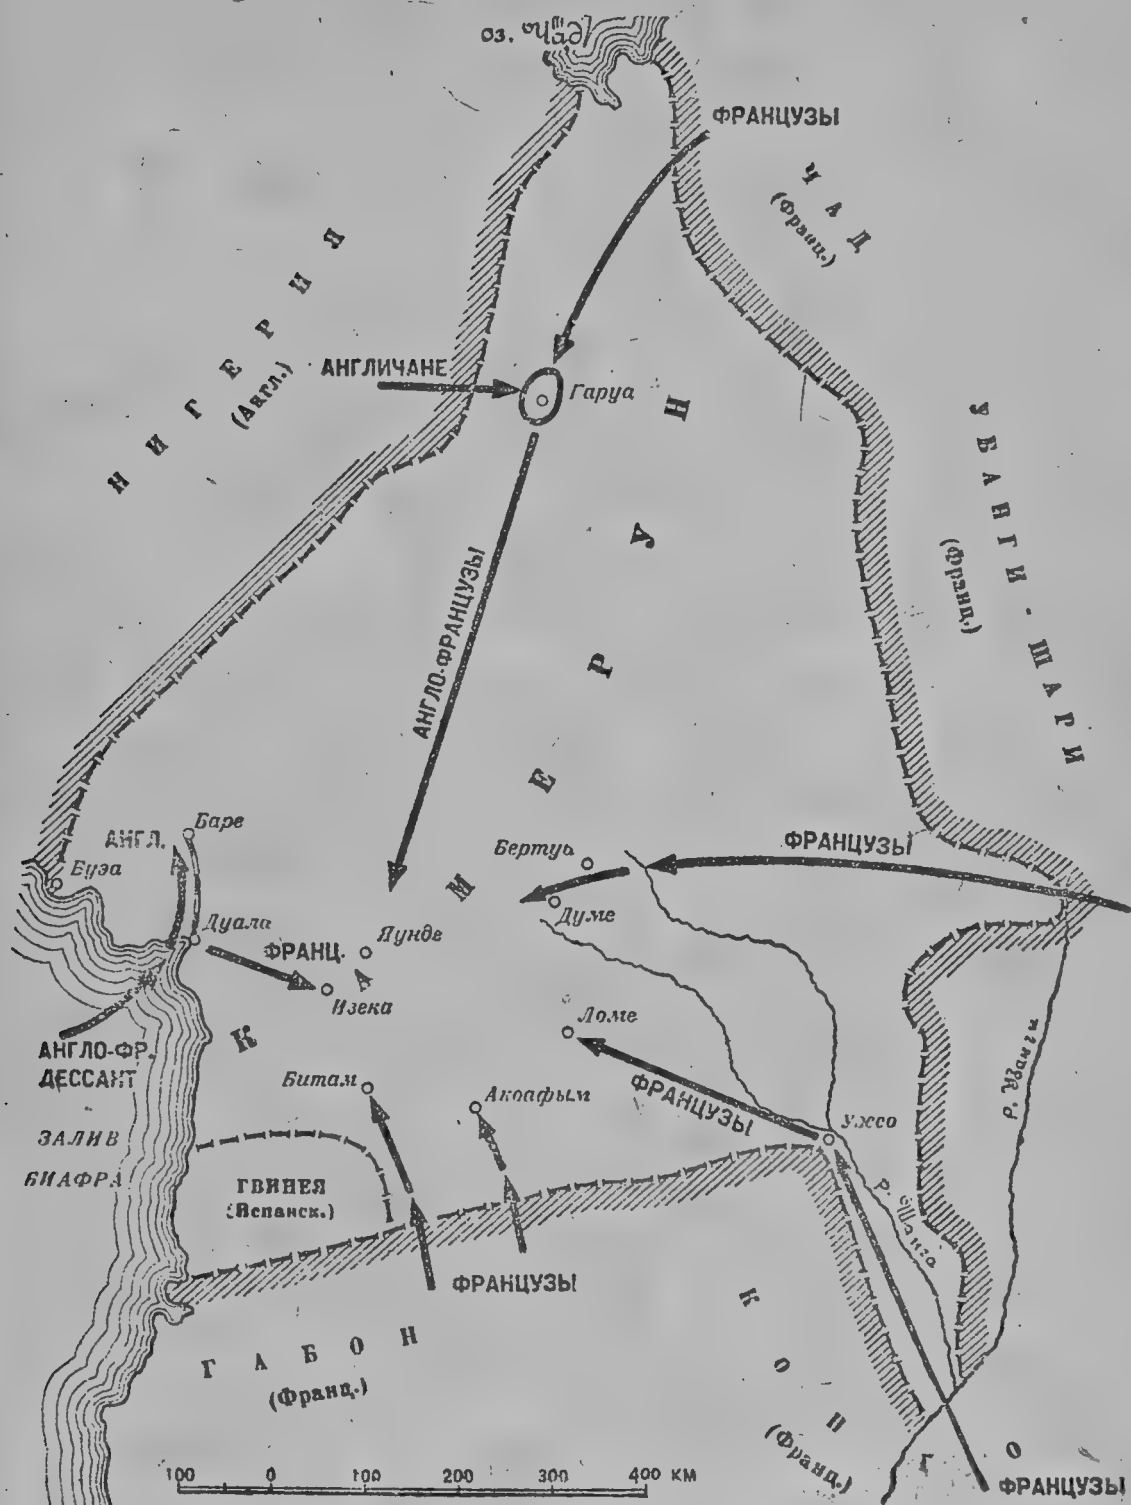 оз.
ФРАНЦУЗЫ
ЧАД
(Франц.)
НИГЕРИЯ
(Англ.)
АНГЛИЧАНЕ
Гаруа
КАМЕРУН
УБАНГИ-ШАРИ
(Франц.)
АНГЛО-ФРАНЦУЗЫ
Баре
АНГЛ.
Буэа
Бертуа
ФРАНЦУЗЫ
Думе
Дуала
ФРАНЦ.
Яунде
Изека
Ломе
АНГЛО-ФР.
ДЕССАНТ
Битам
Акоафым
ФРАНЦУЗЫ
Ужсо
р. Убанги
ЗАЛИВ
БИАФРА
ГВИНЕЯ
(Испанск.)
р.
ФРАНЦУЗЫ
ГАБОН
(Франц.)
КОНГО
(Франц.)
100 0 100 200 300 400 КМ
ФРАНЦУЗЫ